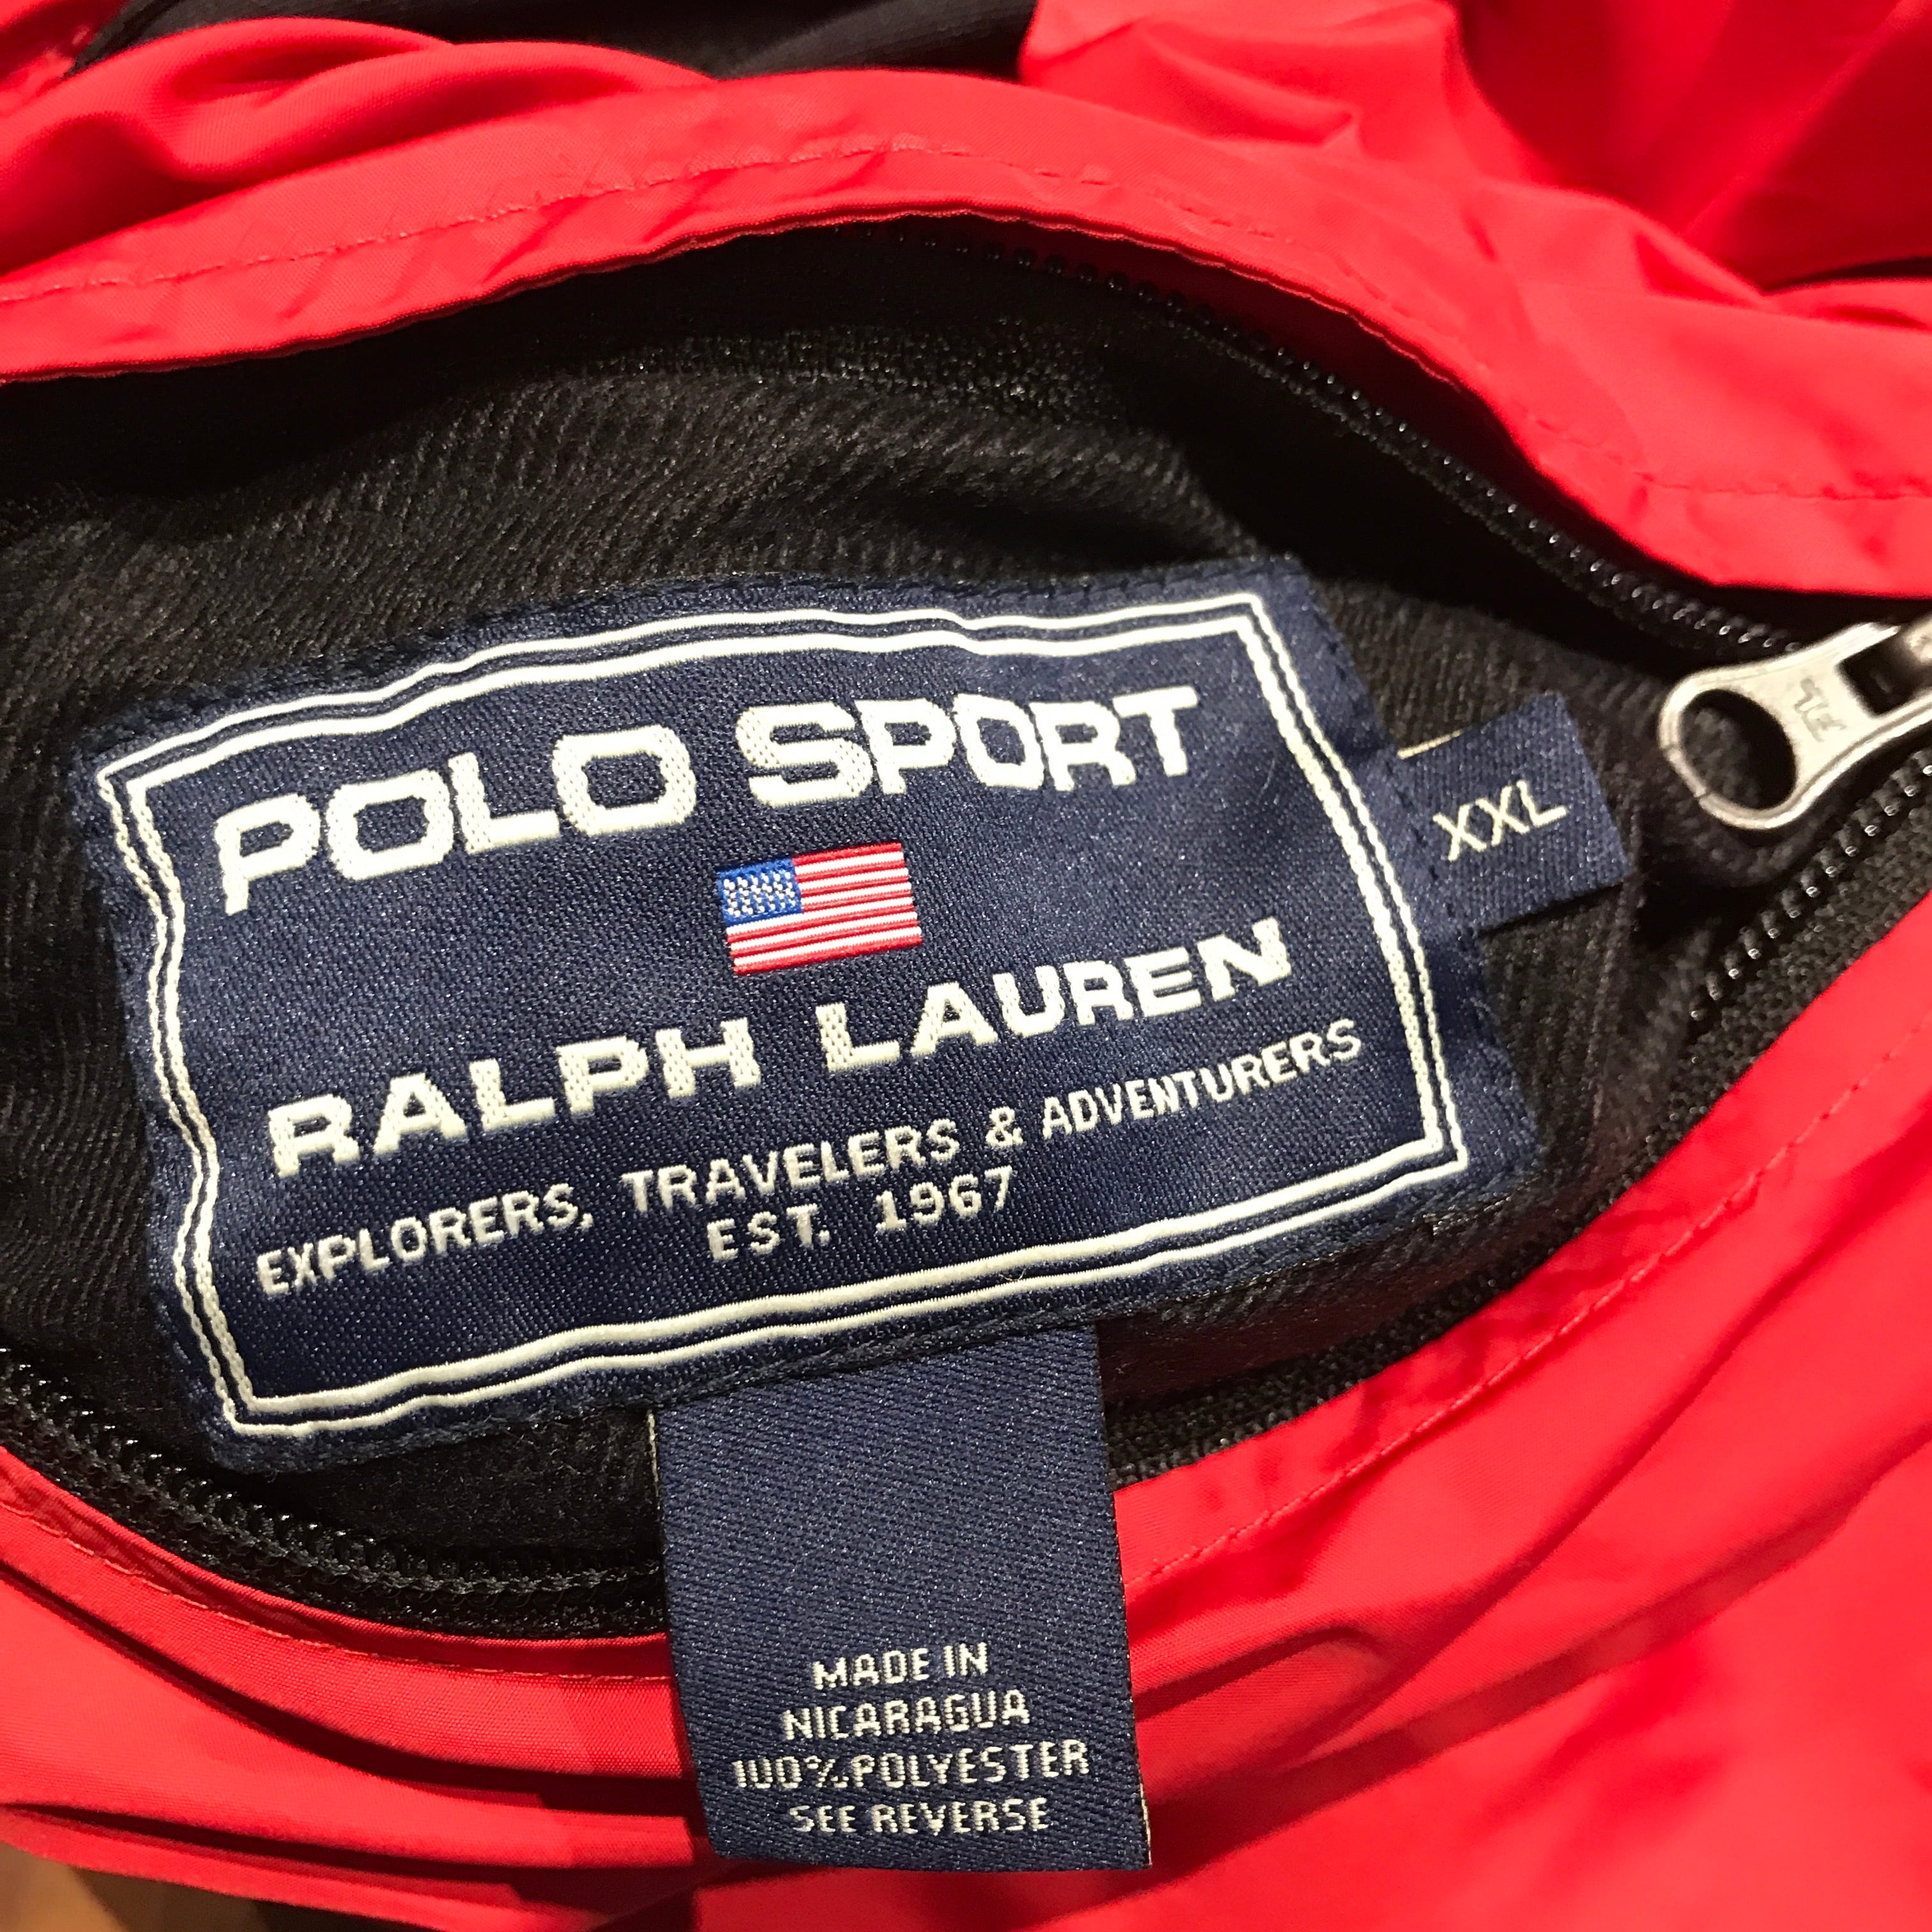 POLO SPORT
RALPH LAUREN
EXPLORERS, TRAVELERS & ADVENTURERS
EST. 1967
XXL
MADE IN
NICARAGUA
100% POLYESTER
SEE REVERSE